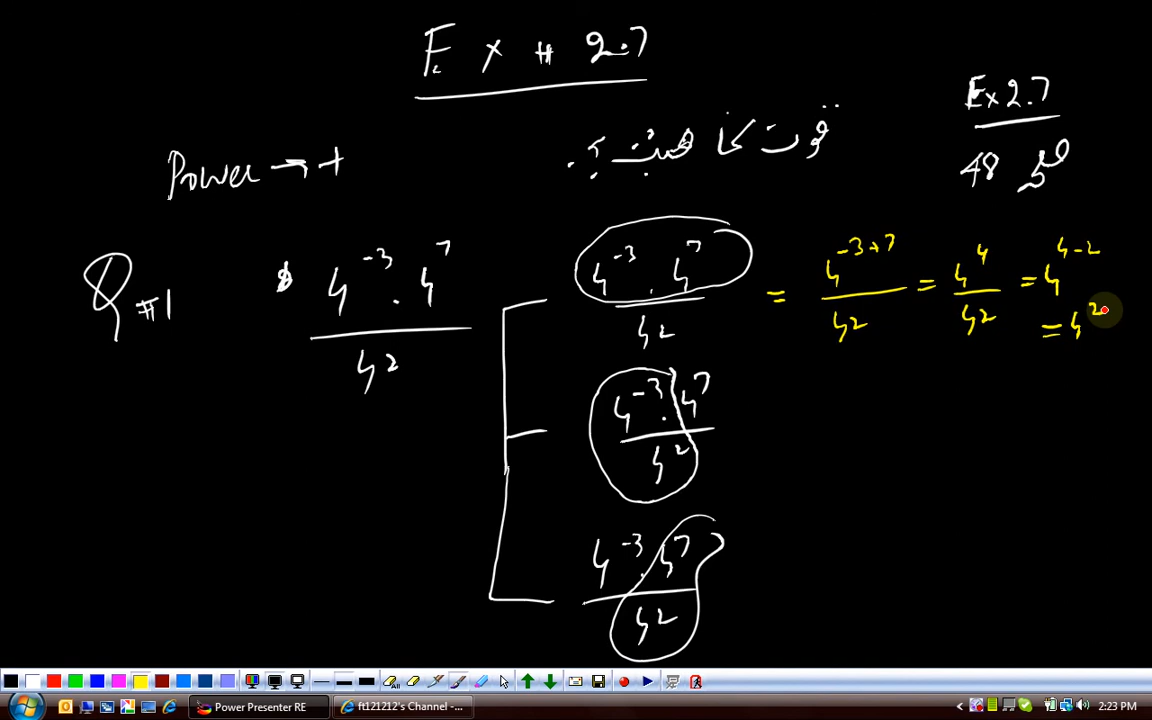 Ex # 2.7
Ex 2.7
48
Power → +
قوت کا مثبت
Q #1
4^-3 . 4^7 / 4^2
4^-3 . 4^7 / 4^2 = 4^-3+7 / 4^2 = 4^4 / 4^2 = 4^4-2
= 4^2
4^-3 . 4^7 / 4^2
4^-3 . 4^7 / 4^2
Power Presenter RE
ft121212's Channel -...
2:23 PM